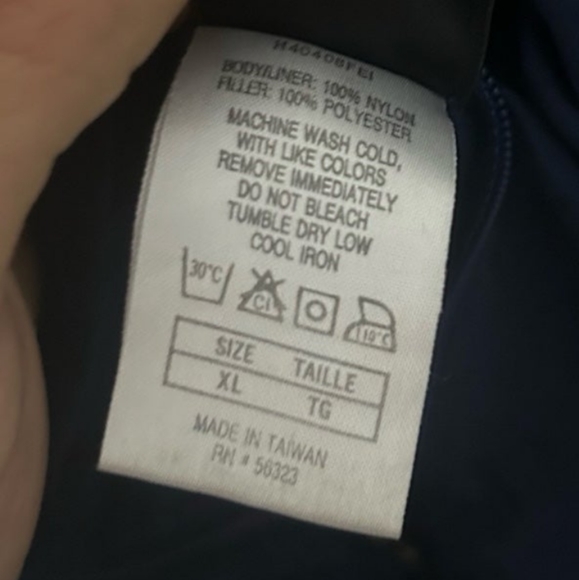 BODY/LINER: 100% NYLON
FILLER: 100% POLYESTER
MACHINE WASH COLD,
WITH LIKE COLORS
REMOVE IMMEDIATELY
DO NOT BLEACH
TUMBLE DRY LOW
COOL IRON
30°C Cl 110°C
SIZE TAILLE
XL TG
MADE IN TAIWAN
RN # 56323